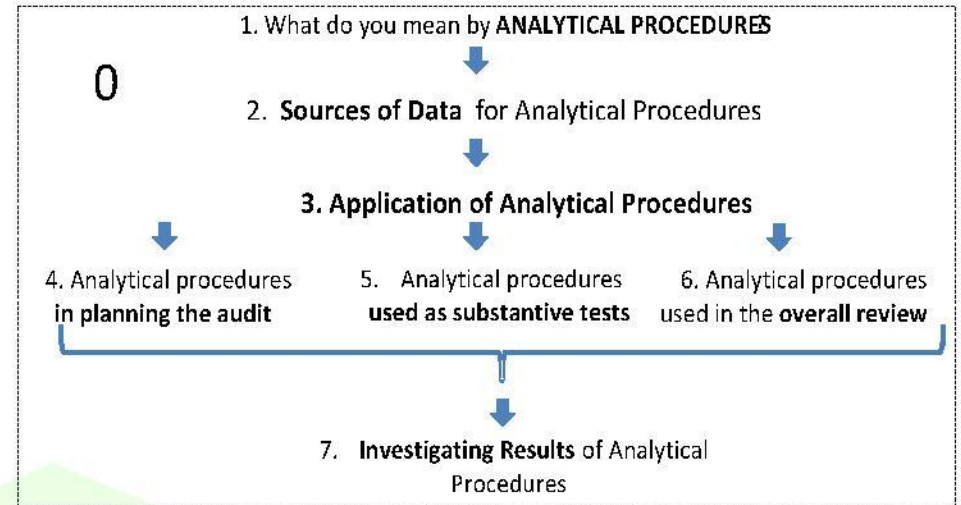 1. What do you mean by ANALYTICAL PROCEDURES
0
2. Sources of Data for Analytical Procedures
3. Application of Analytical Procedures
4. Analytical procedures
in planning the audit
5. Analytical procedures
used as substantive tests
6. Analytical procedures
used in the overall review
7. Investigating Results of Analytical
Procedures